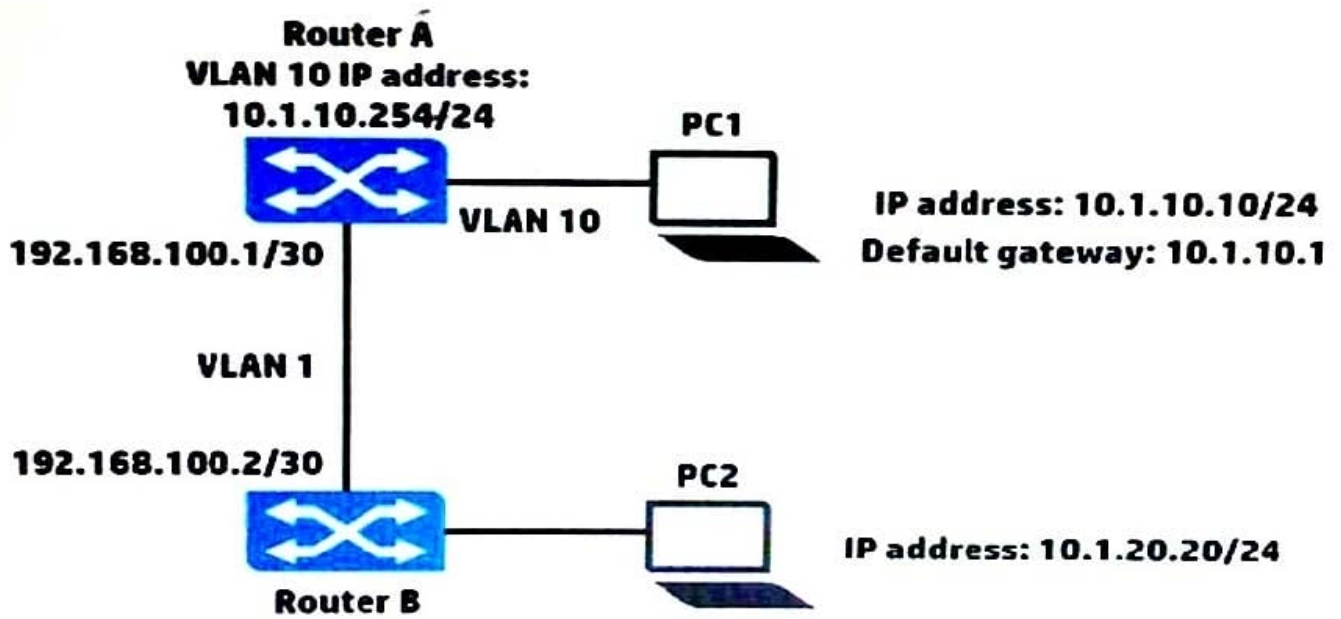 Router A
VLAN 10 IP address:
10.1.10.254/24
PC1
VLAN 10
IP address: 10.1.10.10/24
Default gateway: 10.1.10.1
192.168.100.1/30
VLAN 1
192.168.100.2/30
PC2
IP address: 10.1.20.20/24
Router B